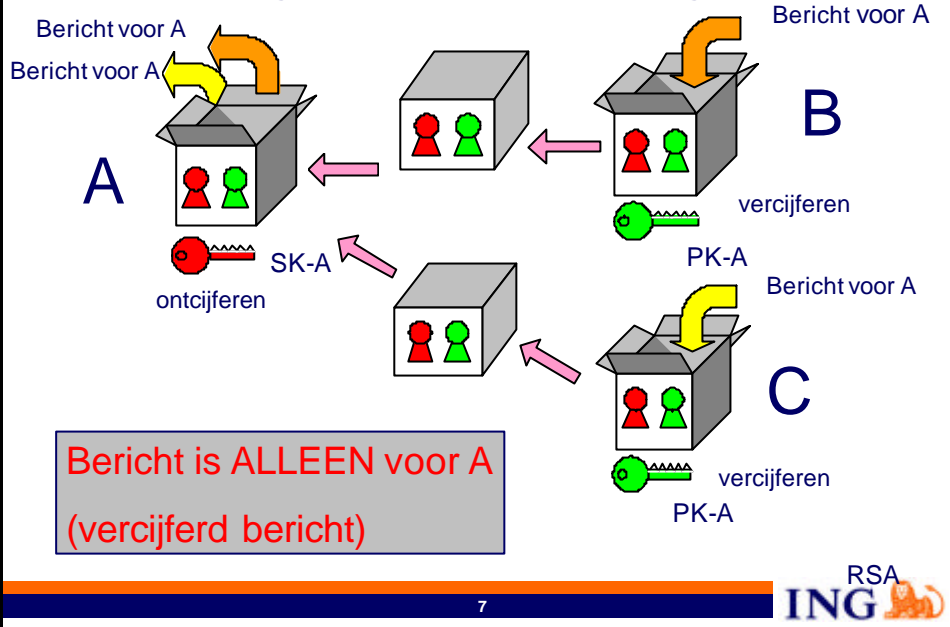 Bericht voor A
Bericht voor A
Bericht voor A
B
A
vercijferen
PK-A
SK-A
ontcijferen
Bericht voor A
C
Bericht is ALLEEN voor A
(vercijferd bericht)
vercijferen
PK-A
RSA
7
ING